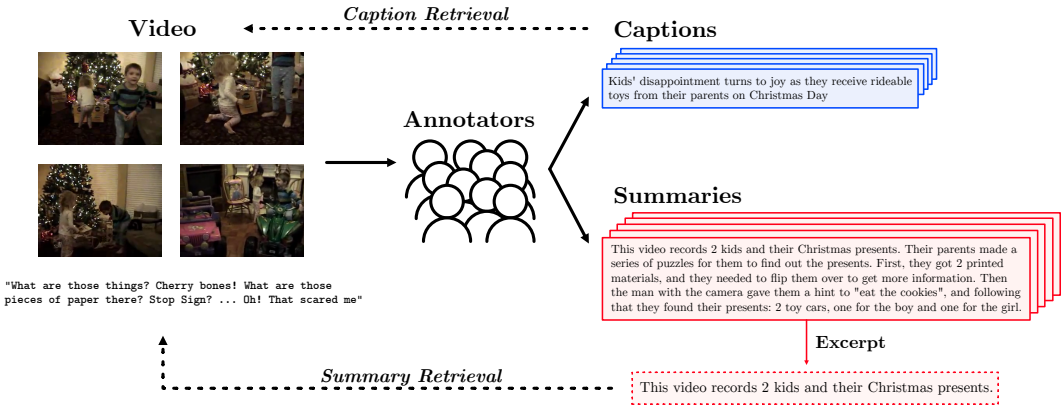 Caption Retrieval
Video
Captions
Kids' disappointment turns to joy as they receive rideable
toys from their parents on Christmas Day
Annotators
Summaries
This video records 2 kids and their Christmas presents. Their parents made a
series of puzzles for them to find out the presents. First, they got 2 printed
materials, and they needed to flip them over to get more information. Then
the man with the camera gave them a hint to "eat the cookies", and following
that they found their presents: 2 toy cars, one for the boy and one for the girl.
"What are those things? Cherry bones! What are those
pieces of paper there? Stop Sign? ... Oh! That scared me"
Excerpt
Summary Retrieval
This video records 2 kids and their Christmas presents.